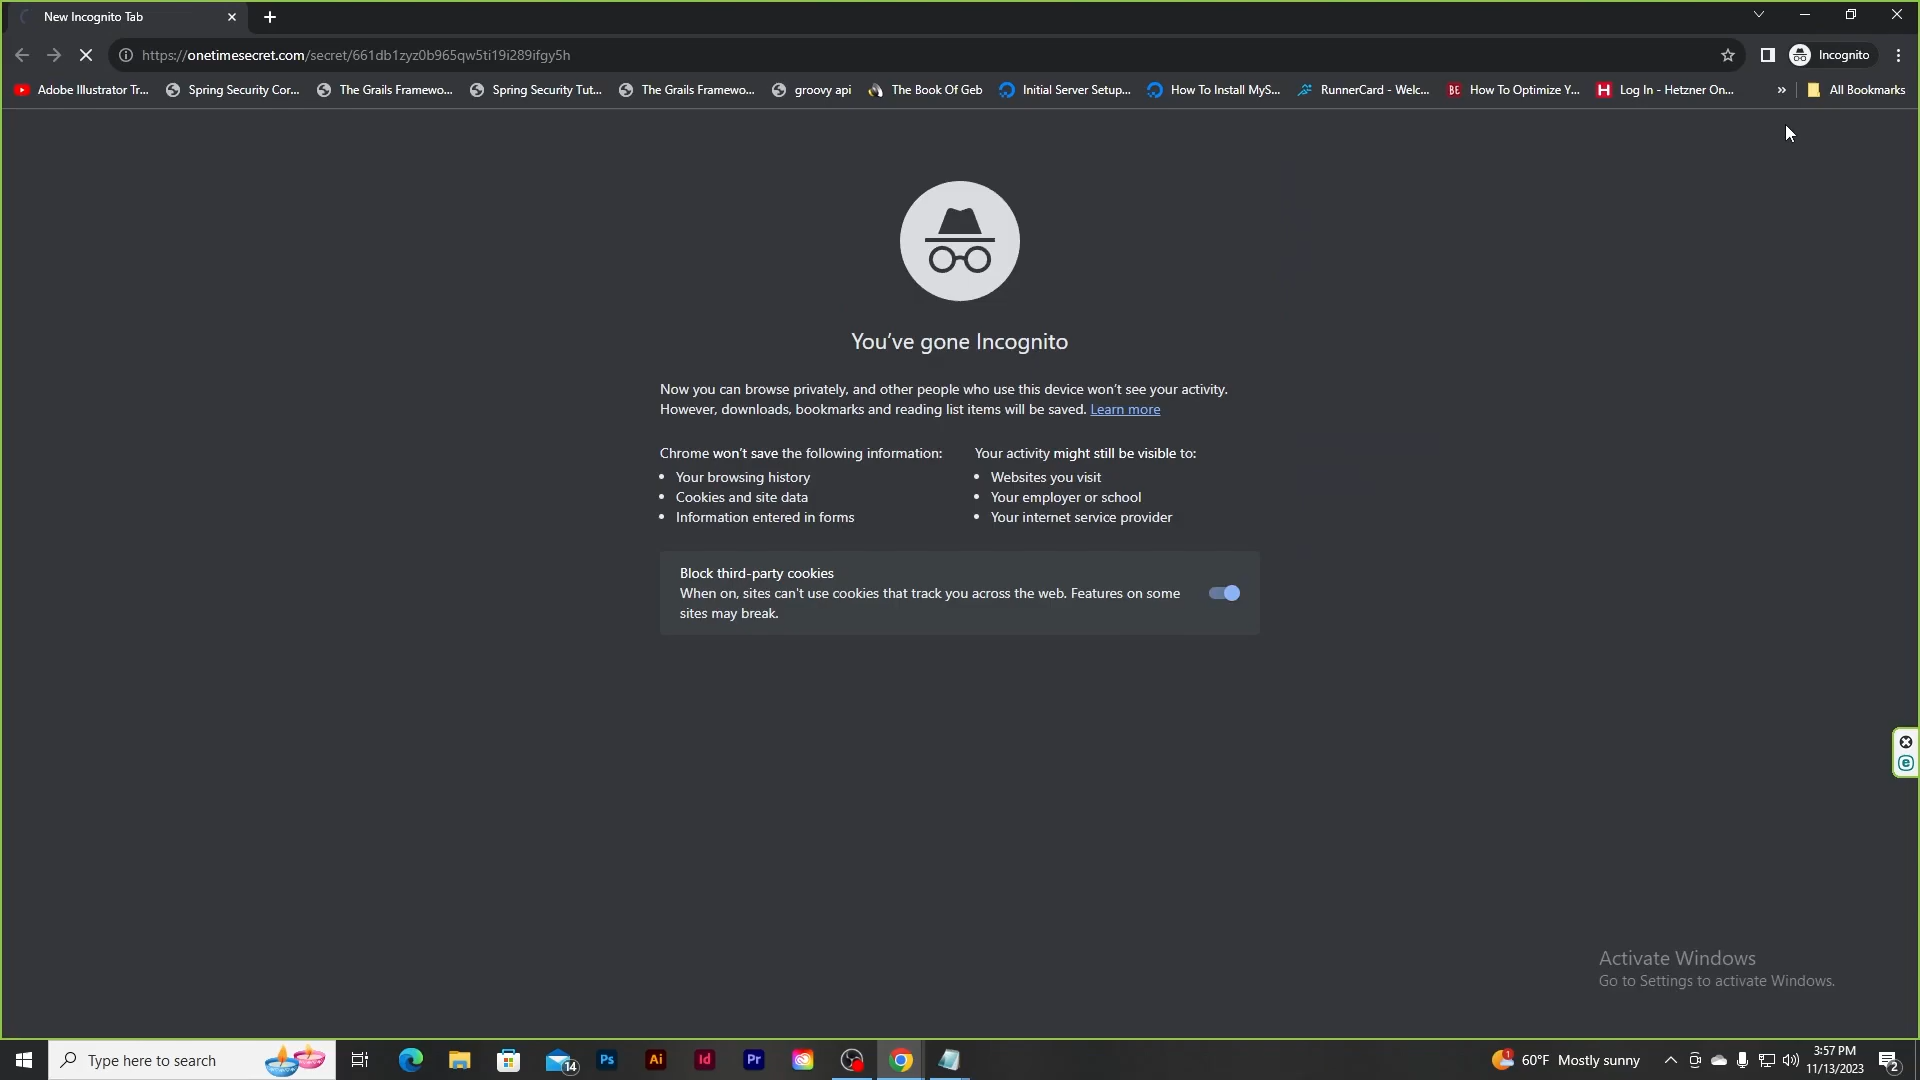 New Incognito Tab
https://onetimesecret.com/secret/661db1zyz0b965qw5ti19i289ifgy5h
Incognito
Adobe Illustrator Tr...
Spring Security Cor...
The Grails Framewo...
Spring Security Tut...
The Grails Framewo...
groovy api
The Book Of Geb
Initial Server Setup...
How To Install MyS...
RunnerCard - Welc...
BE
How To Optimize Y...
H
Log In - Hetzner On...
»
All Bookmarks
You've gone Incognito
Now you can browse privately, and other people who use this device won't see your activity.
However, downloads, bookmarks and reading list items will be saved. Learn more
Chrome won't save the following information:
• Your browsing history
• Cookies and site data
• Information entered in forms
Your activity might still be visible to:
• Websites you visit
• Your employer or school
• Your internet service provider
Block third-party cookies
When on, sites can't use cookies that track you across the web. Features on some
sites may break.
Activate Windows
Go to Settings to activate Windows.
Type here to search
14
Ps
Ai
Id
Pr
1
60°F Mostly sunny
3:57 PM
11/13/2023
2